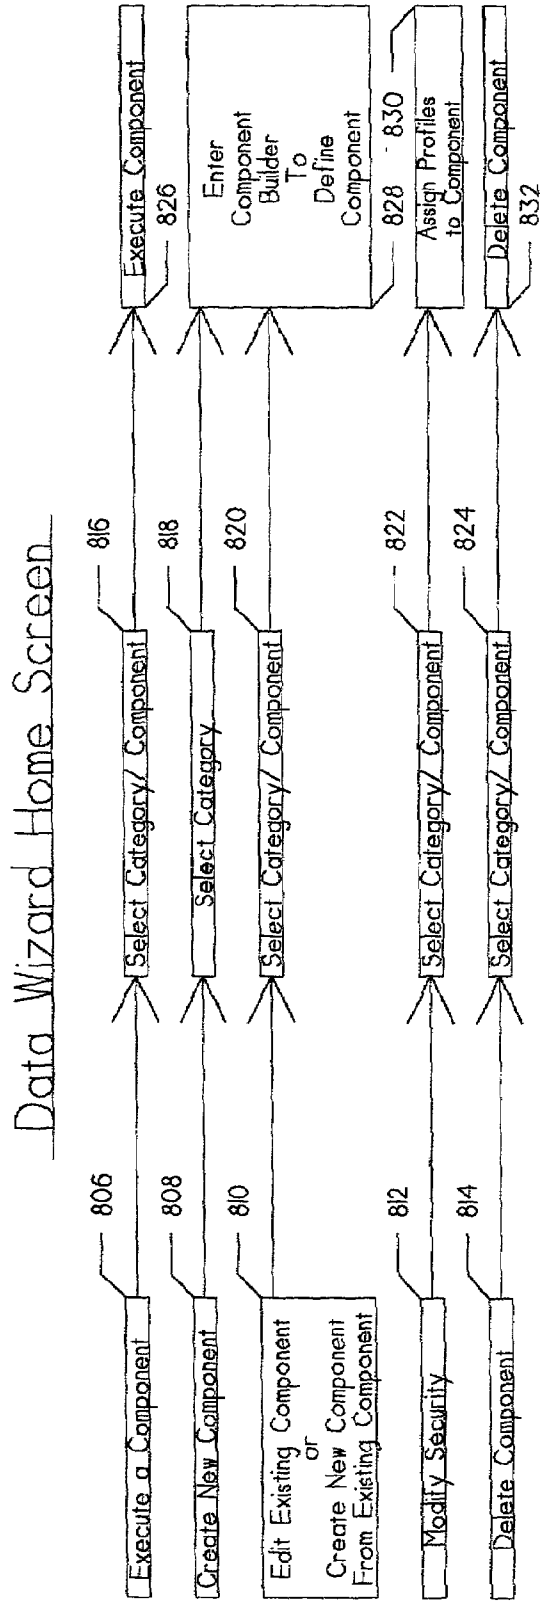 Data Wizard Home Screen
806
Execute a Component
816
Select Category/ Component
Execute Component
826
808
Create New Component
818
Select Category
810
Edit Existing Component
or
Create New Component
From Existing Component
820
Select Category/ Component
Enter
Component
Builder
To
Define
Component
828
812
Modify Security
822
Select Category/ Component
830
Assign Profiles
to Component
814
Delete Component
824
Select Category/ Component
Delete Component
832